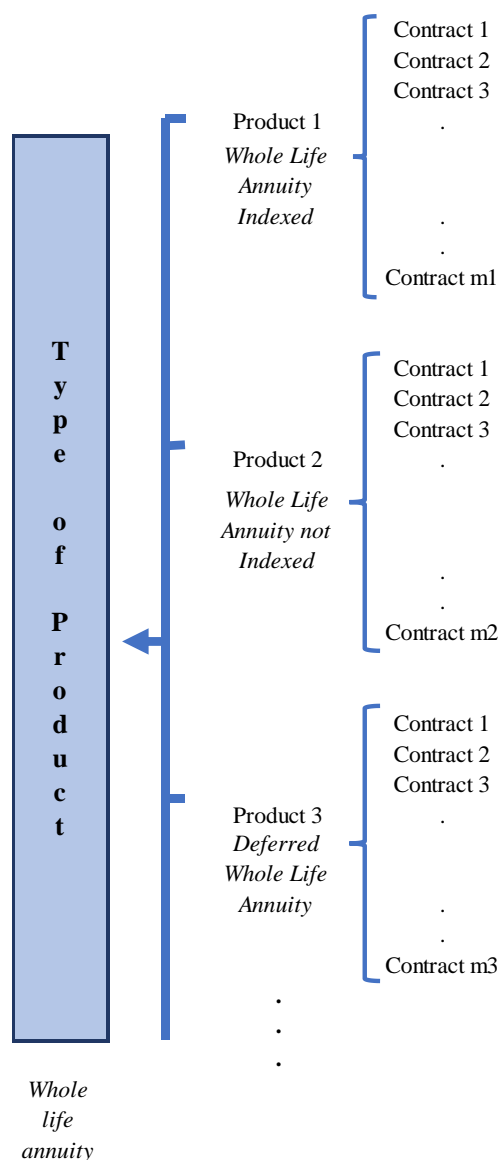 Type of Product
Whole
life
annuity
Product 1
Whole Life
Annuity
Indexed
Contract 1
Contract 2
Contract 3
.
.
.
Contract m1
Product 2
Whole Life
Annuity not
Indexed
Contract 1
Contract 2
Contract 3
.
.
.
Contract m2
Product 3
Deferred
Whole Life
Annuity
Contract 1
Contract 2
Contract 3
.
.
.
Contract m3
.
.
.